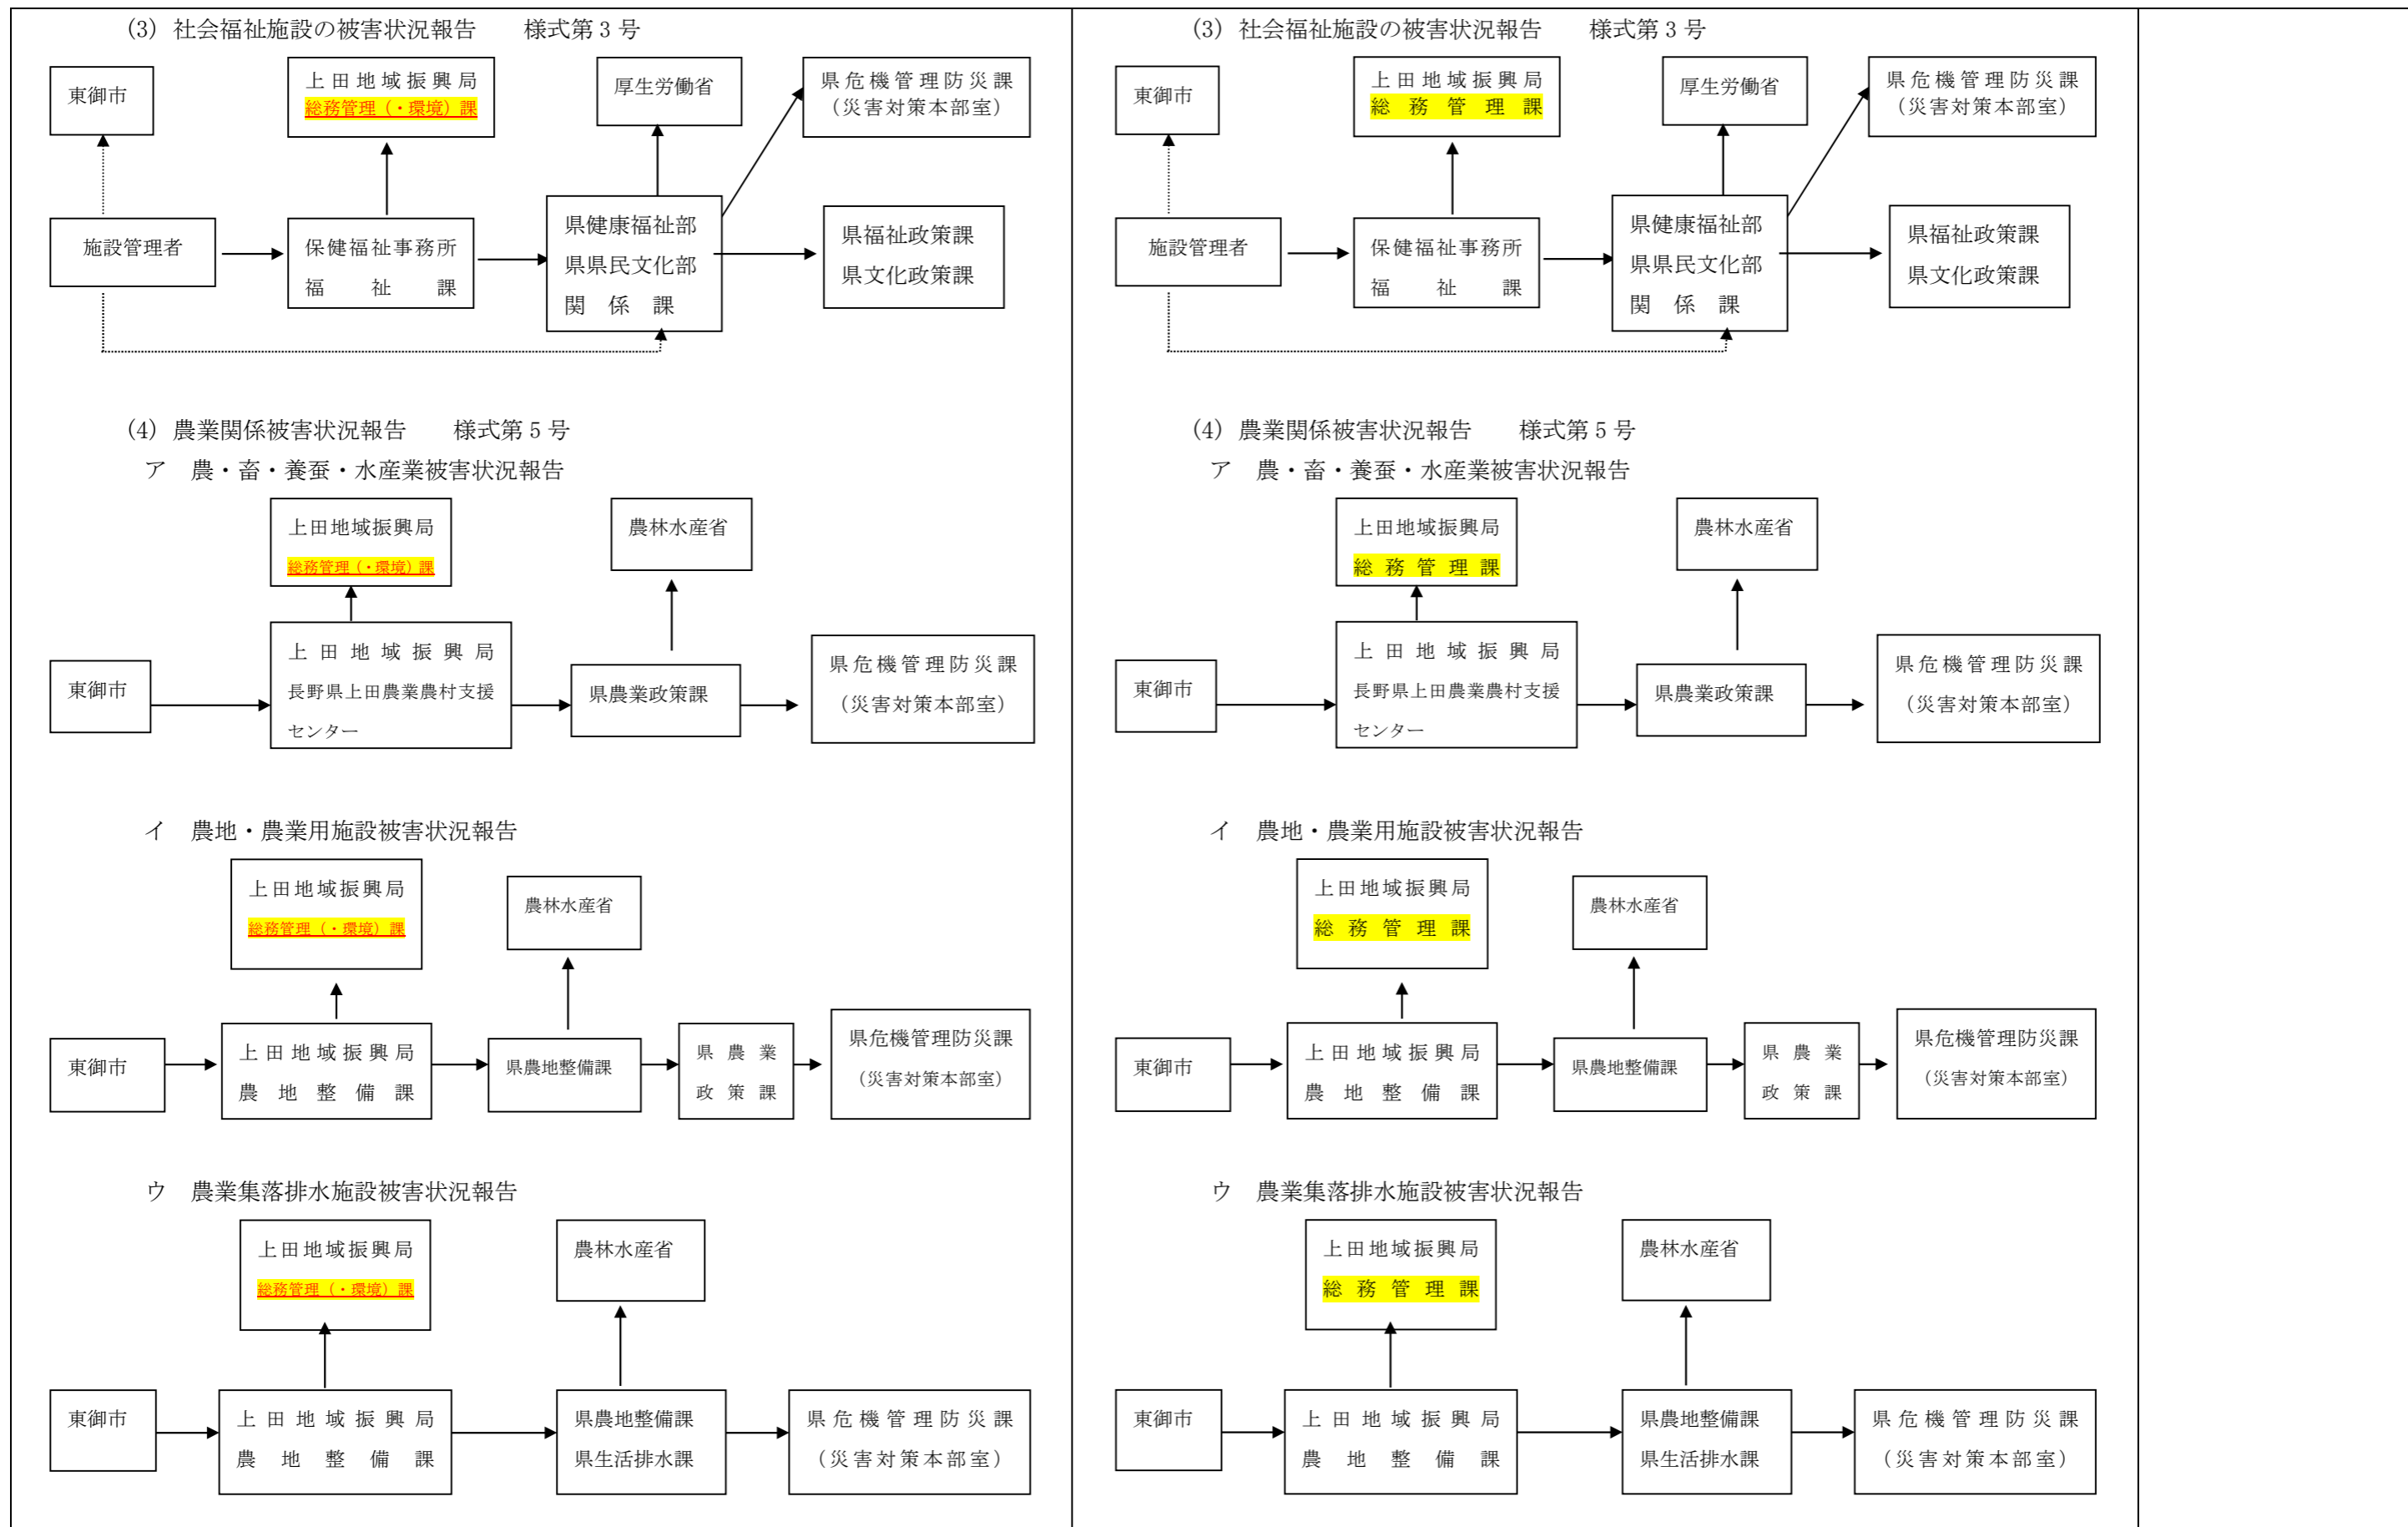 (3) 社会福祉施設の被害状況報告　　様式第3号
東御市
上田地域振興局
総務管理（・環境）課
厚生労働省
県危機管理防災課
（災害対策本部室）
施設管理者
保健福祉事務所
福祉課
県健康福祉部
県県民文化部
関係課
県福祉政策課
県文化政策課
(4) 農業関係被害状況報告　　様式第5号
ア　農・畜・養蚕・水産業被害状況報告
上田地域振興局
総務管理（・環境）課
農林水産省
東御市
上田地域振興局
長野県上田農業農村支援
センター
県農業政策課
県危機管理防災課
（災害対策本部室）
イ　農地・農業用施設被害状況報告
上田地域振興局
総務管理（・環境）課
農林水産省
東御市
上田地域振興局
農地整備課
県農地整備課
県農業
政策課
県危機管理防災課
（災害対策本部室）
ウ　農業集落排水施設被害状況報告
上田地域振興局
総務管理（・環境）課
農林水産省
東御市
上田地域振興局
農地整備課
県農地整備課
県生活排水課
県危機管理防災課
（災害対策本部室）
(3) 社会福祉施設の被害状況報告　　様式第3号
東御市
上田地域振興局
総務管理課
厚生労働省
県危機管理防災課
（災害対策本部室）
施設管理者
保健福祉事務所
福祉課
県健康福祉部
県県民文化部
関係課
県福祉政策課
県文化政策課
(4) 農業関係被害状況報告　　様式第5号
ア　農・畜・養蚕・水産業被害状況報告
上田地域振興局
総務管理課
農林水産省
東御市
上田地域振興局
長野県上田農業農村支援
センター
県農業政策課
県危機管理防災課
（災害対策本部室）
イ　農地・農業用施設被害状況報告
上田地域振興局
総務管理課
農林水産省
東御市
上田地域振興局
農地整備課
県農地整備課
県農業
政策課
県危機管理防災課
（災害対策本部室）
ウ　農業集落排水施設被害状況報告
上田地域振興局
総務管理課
農林水産省
東御市
上田地域振興局
農地整備課
県農地整備課
県生活排水課
県危機管理防災課
（災害対策本部室）